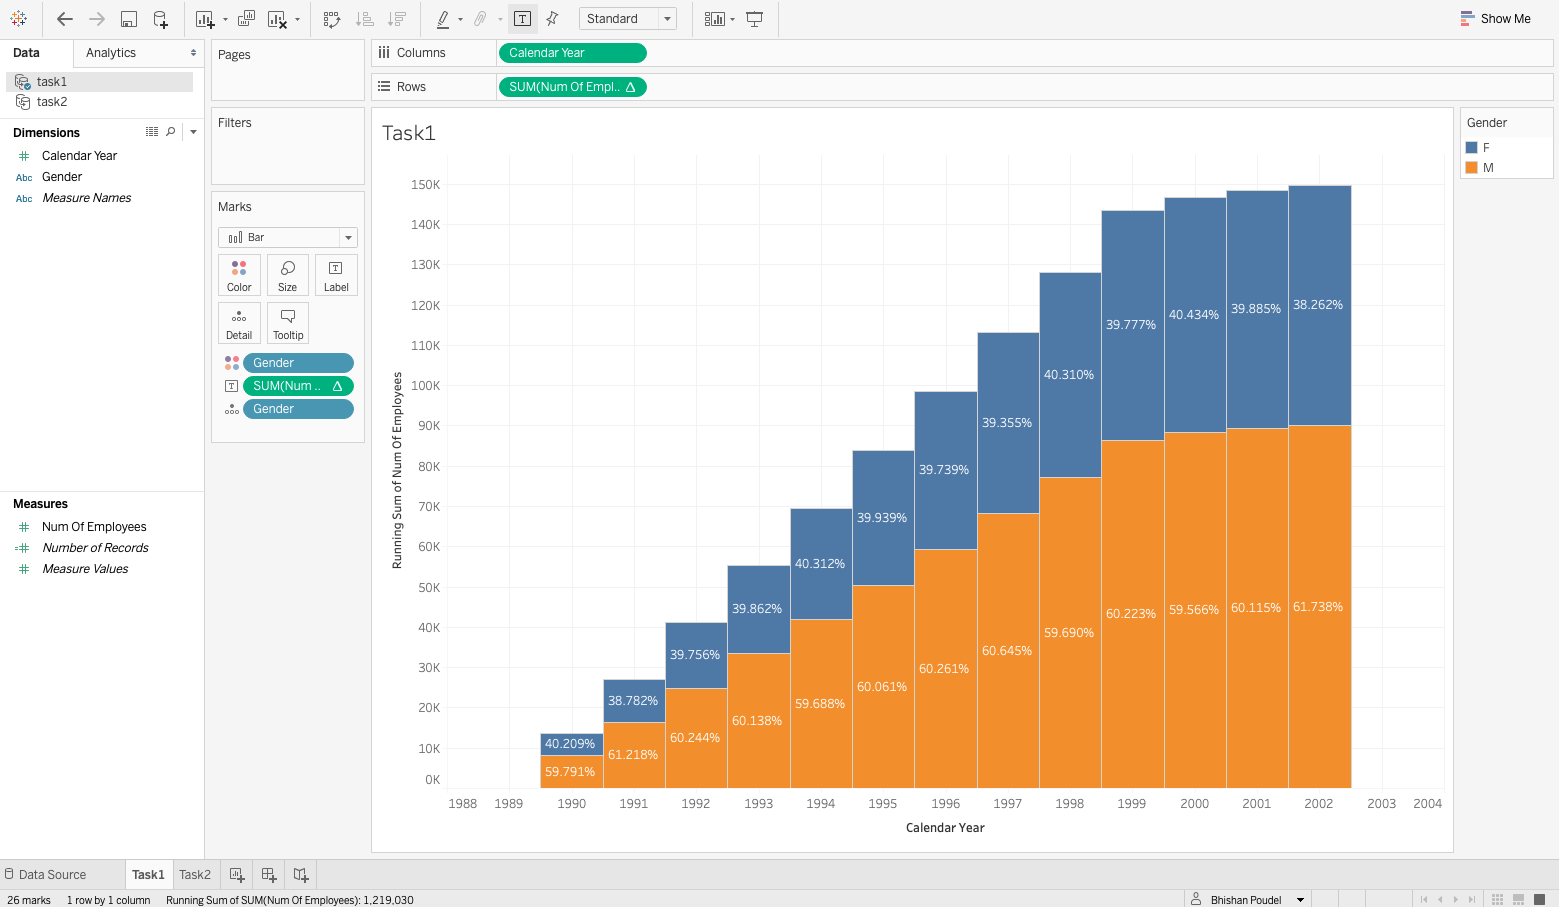 Standard
Show Me
Data
Analytics
task1
task2
Dimensions
Calendar Year
Abc Gender
Abc Measure Names
Measures
Num Of Employees
Number of Records
Measure Values
Pages
Filters
Marks
Bar
Color
Size
Label
Detail
Tooltip
Gender
SUM(Num ..
Gender
Columns
Calendar Year
Rows
SUM(Num Of Empl..
Task1
Running Sum of Num Of Employees
150K
140K
130K
120K
110K
100K
90K
80K
70K
60K
50K
40K
30K
20K
10K
0K
40.209%
59.791%
38.782%
61.218%
39.756%
60.244%
39.862%
60.138%
40.312%
59.688%
39.939%
60.061%
39.739%
60.261%
39.355%
60.645%
40.310%
59.690%
39.777%
60.223%
40.434%
59.566%
39.885%
60.115%
38.262%
61.738%
1988 1989 1990 1991 1992 1993 1994 1995 1996 1997 1998 1999 2000 2001 2002 2003 2004
Calendar Year
Gender
F
M
Data Source
Task1
Task2
26 marks 1 row by 1 column Running Sum of SUM(Num Of Employees): 1,219,030
Bhishan Poudel